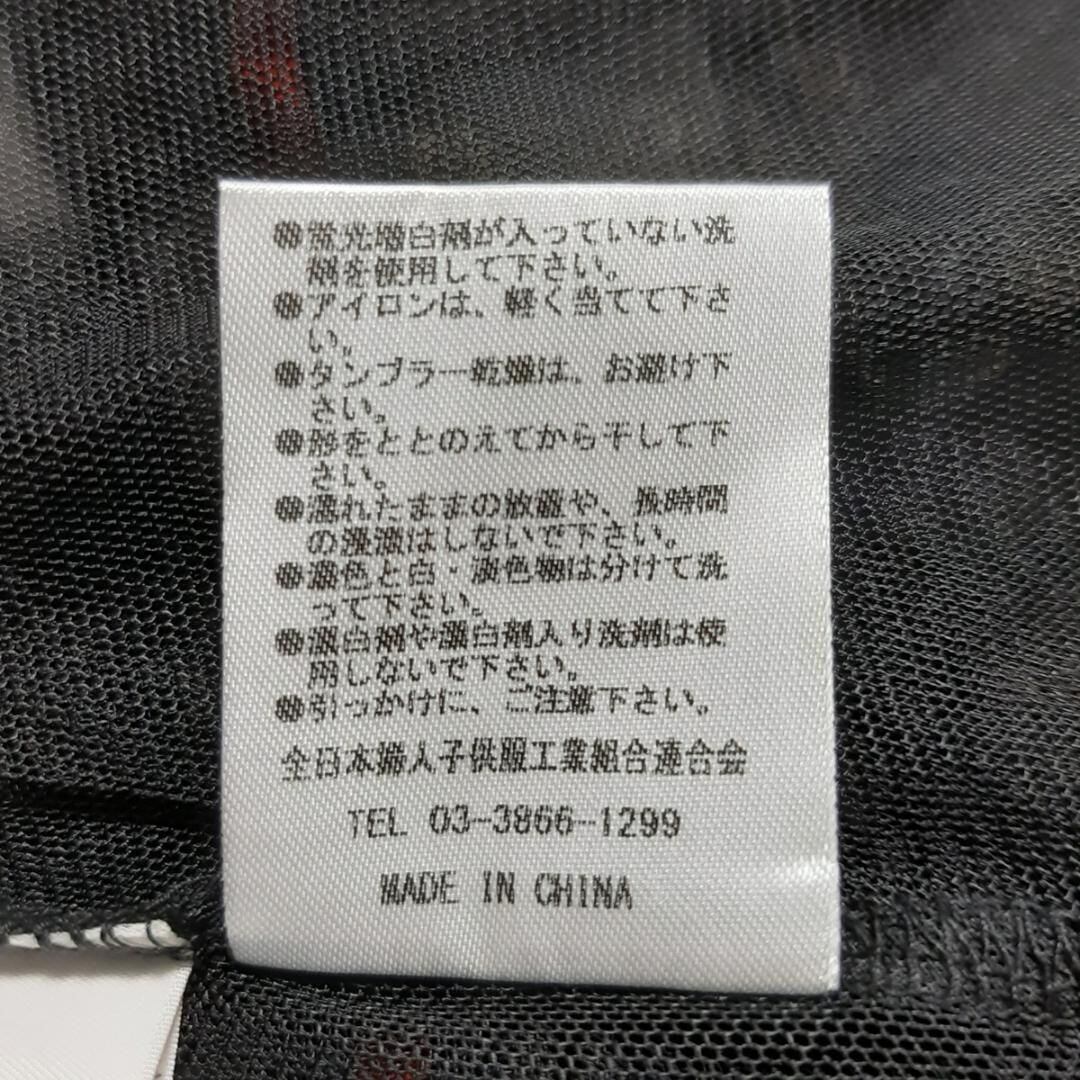 ●蛍光増白剤が入っていない洗
剤を使用して下さい。
●アイロンは、軽く当てて下さ
い。
●タンブラー乾燥は、お避け下
さい。
●形をととのえてから干して下
さい。
●濡れたままの放置や、長時間
の浸漬はしないで下さい。
●濃色と白・淡色物は分けて洗
って下さい。
●漂白剤や漂白剤入り洗剤は使
用しないで下さい。
●引っかけに、ご注意下さい。
全日本婦人子供服工業組合連合会
TEL 03-3866-1299
MADE IN CHINA